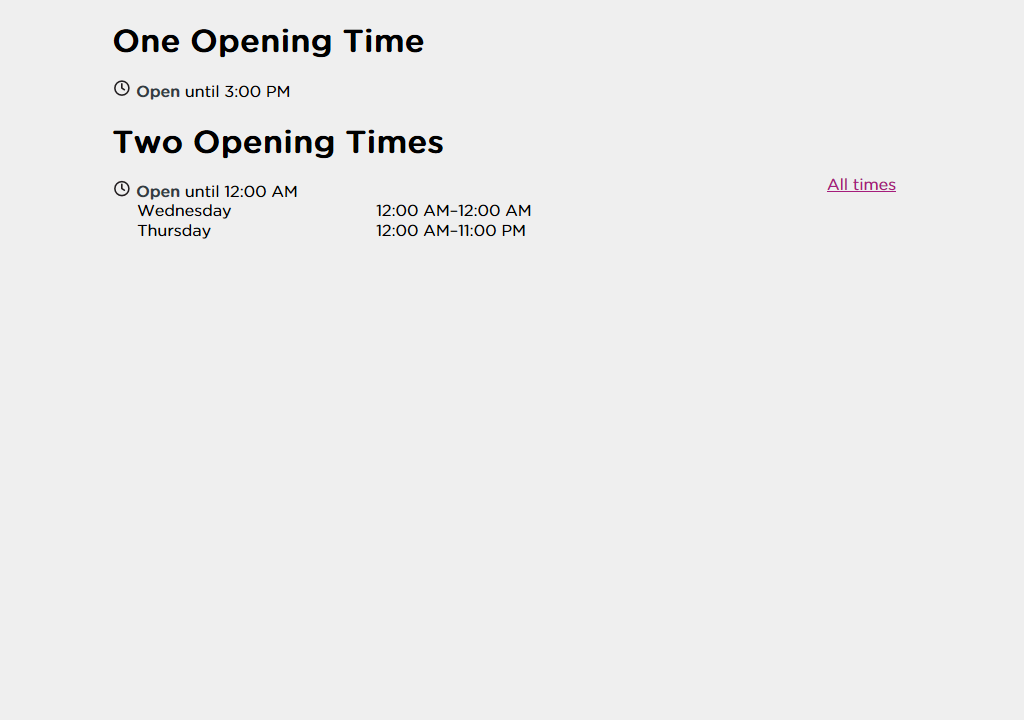 One Opening Time
Open until 3:00 PM
Two Opening Times
Open until 12:00 AM
All times
Wednesday 12:00 AM–12:00 AM
Thursday 12:00 AM–11:00 PM